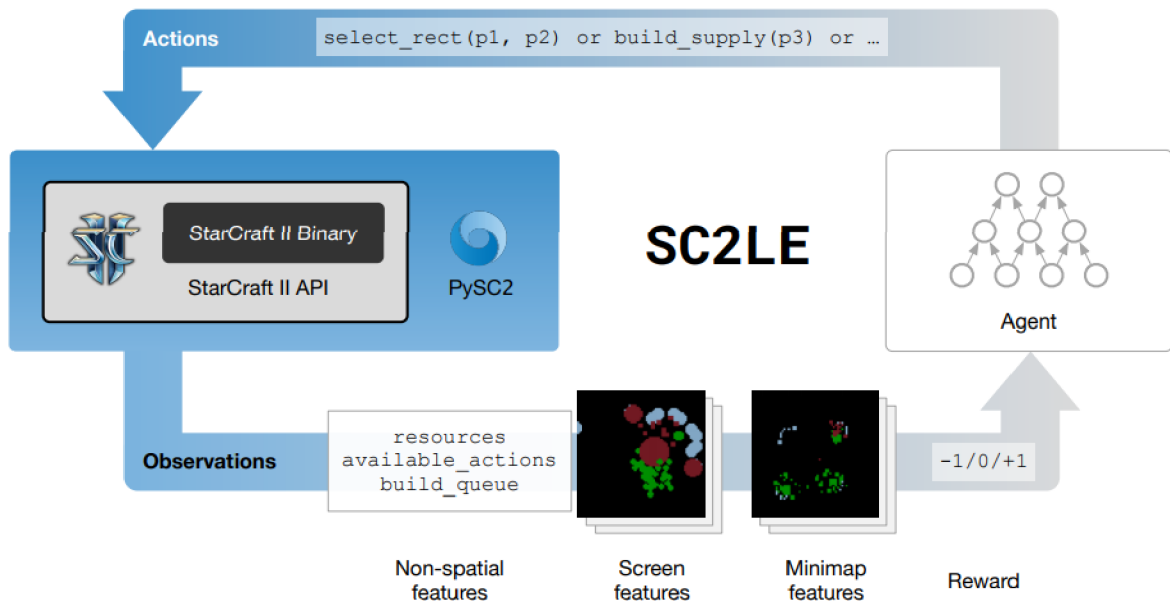 Actions
select_rect(p1, p2) or build_supply(p3) or …
StarCraft II Binary
StarCraft II API
PySC2
SC2LE
Agent
Observations
resources
available_actions
build_queue
-1/0/+1
Non-spatial
features
Screen
features
Minimap
features
Reward